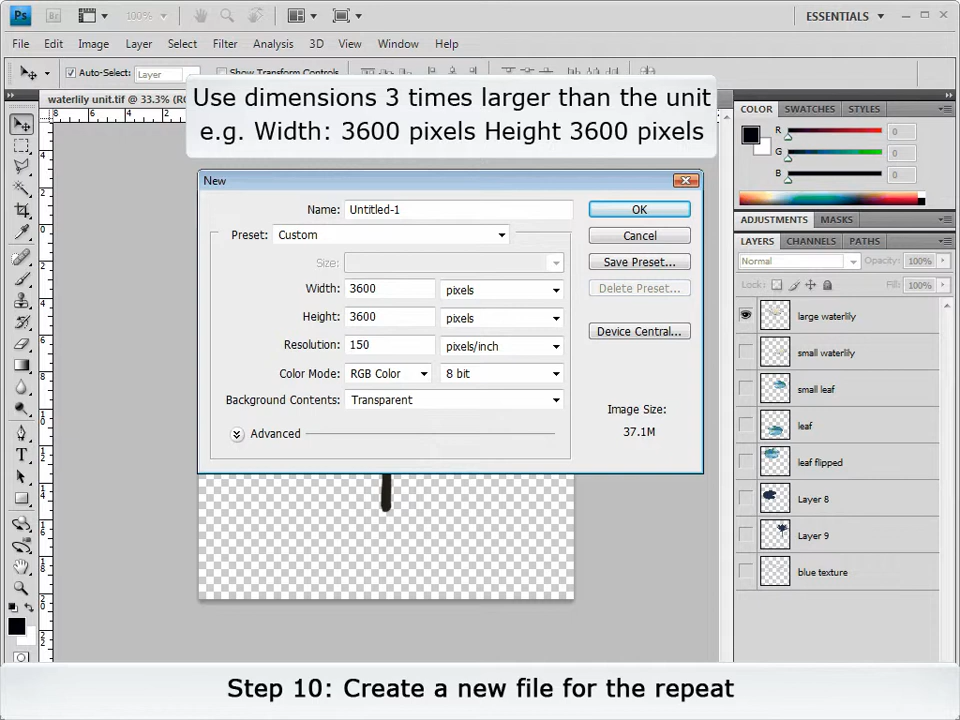 Ps
Br
100%
ESSENTIALS
File Edit Image Layer Select Filter Analysis 3D View Window Help
Auto-Select: Layer Show Transform Controls
Use dimensions 3 times larger than the unit
e.g. Width: 3600 pixels Height 3600 pixels
waterlily unit.tif @ 33.3%
New
Name: Untitled-1
OK
Preset: Custom
Cancel
Size:
Save Preset...
Width: 3600 pixels
Delete Preset...
Height: 3600 pixels
Device Central...
Resolution: 150 pixels/inch
Color Mode: RGB Color 8 bit
Background Contents: Transparent
Image Size:
37.1M
Advanced
COLOR SWATCHES STYLES
R 0
G 0
B 0
ADJUSTMENTS MASKS
LAYERS CHANNELS PATHS
Normal Opacity: 100%
Lock: Fill: 100%
large waterlily
small waterlily
small leaf
leaf
leaf flipped
Layer 8
Layer 9
blue texture
Step 10: Create a new file for the repeat